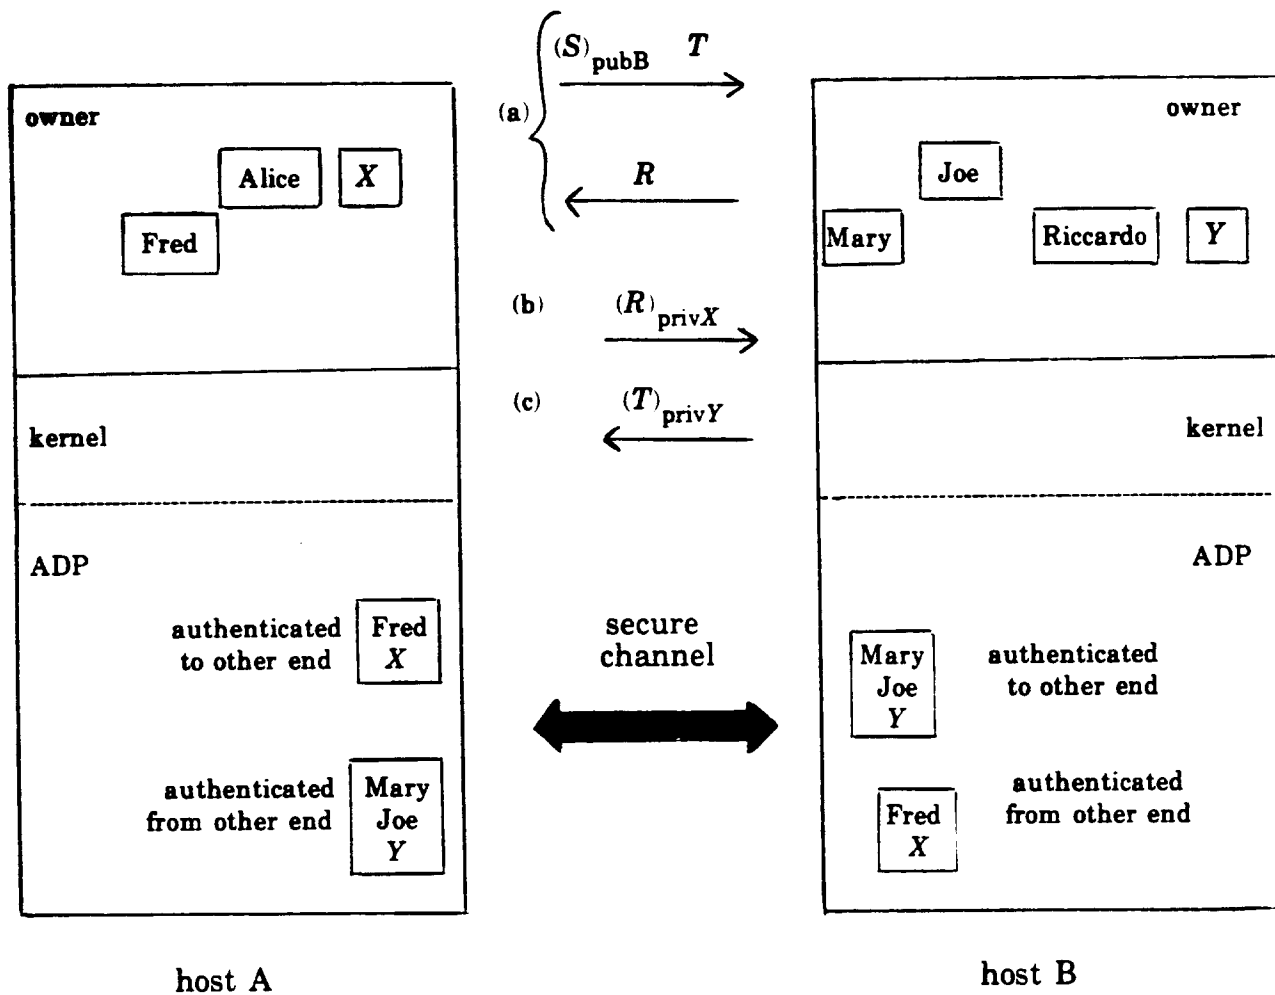 (S)pubB T
(a)
R
(b) (R)privX
(c) (T)privY
owner
Alice X
Fred
kernel
ADP
authenticated
to other end
Fred
X
authenticated
from other end
Mary
Joe
Y
host A
secure
channel
owner
Joe
Mary Riccardo Y
kernel
ADP
Mary
Joe
Y
authenticated
to other end
Fred
X
authenticated
from other end
host B